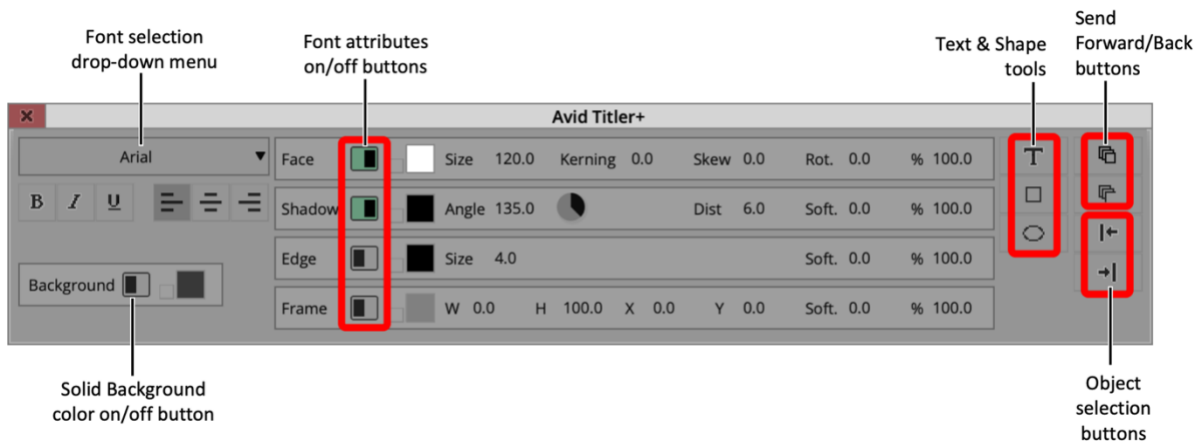 Font selection
drop-down menu
Font attributes
on/off buttons
Text & Shape
tools
Send
Forward/Back
buttons
Avid Titler+
Arial
B I U
Background
Face Size 120.0 Kerning 0.0 Skew 0.0 Rot. 0.0 % 100.0
Shadow Angle 135.0 Dist 6.0 Soft. 0.0 % 100.0
Edge Size 4.0 Soft. 0.0 % 100.0
Frame W 0.0 H 100.0 X 0.0 Y 0.0 Soft. 0.0 % 100.0
T
Solid Background
color on/off button
Object
selection
buttons